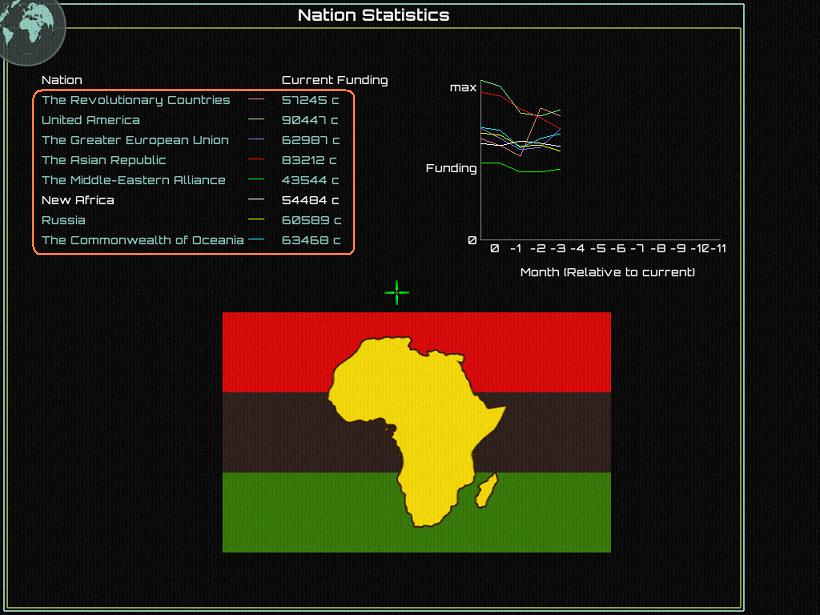 Nation Statistics
Nation Current Funding
The Revolutionary Countries 57245 c
United America 90447 c
The Greater European Union 62987 c
The Asian Republic 83212 c
The Middle-Eastern Alliance 43544 c
New Africa 54484 c
Russia 60589 c
The Commonwealth of Oceania 63468 c
max
Funding
0
0 -1 -2 -3 -4 -5 -6 -7 -8 -9 -10 -11
Month (Relative to current)